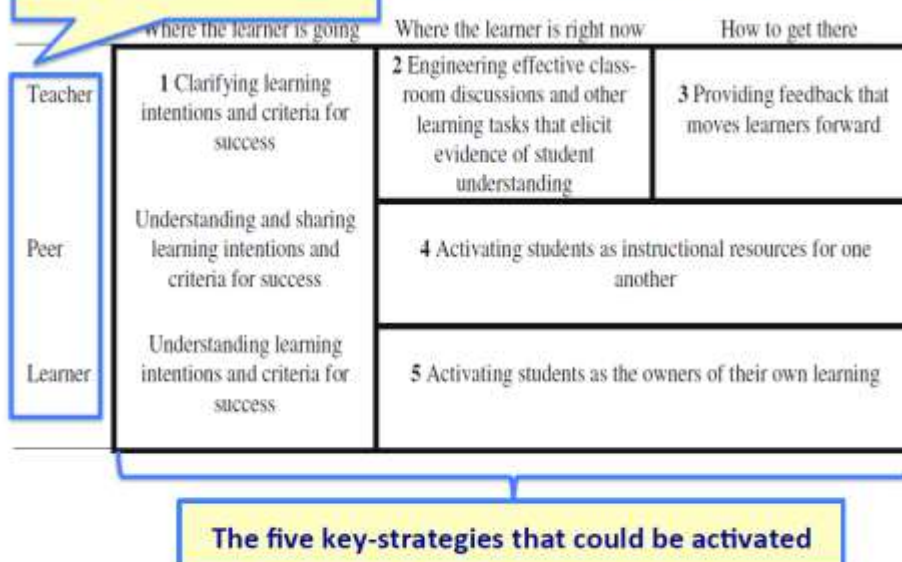 Where the learner is going
Where the learner is right now
How to get there
Teacher
1 Clarifying learning
intentions and criteria for
success
2 Engineering effective class-
room discussions and other
learning tasks that elicit
evidence of student
understanding
3 Providing feedback that
moves learners forward
Peer
Understanding and sharing
learning intentions and
criteria for success
4 Activating students as instructional resources for one
another
Learner
Understanding learning
intentions and criteria for
success
5 Activating students as the owners of their own learning
The five key-strategies that could be activated